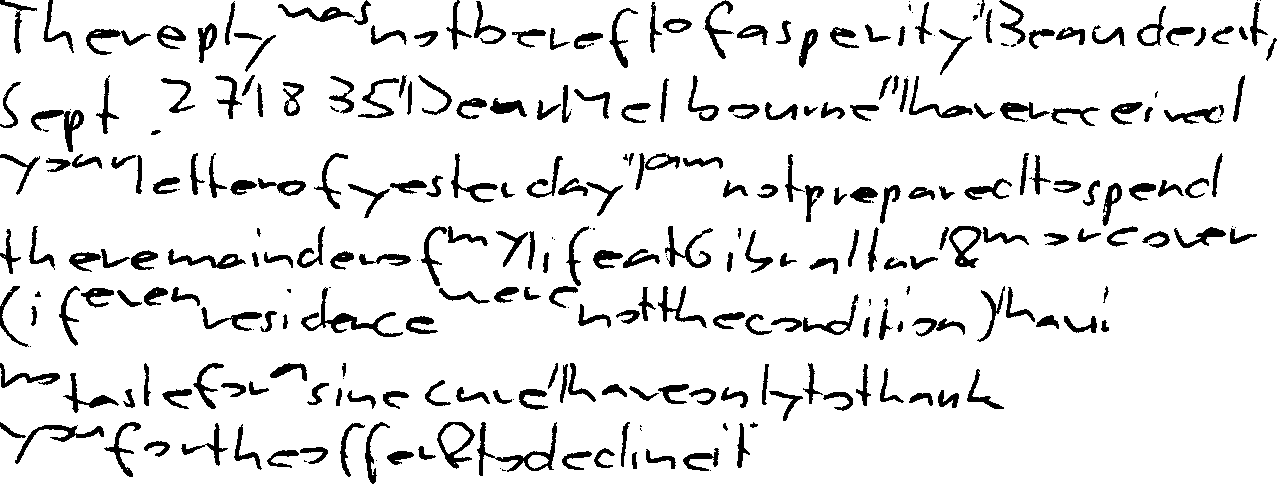 The reply was not bereft of asperity "Beaudesert,
Sept. 27 1835 "Dear Melbourne "I have received
your letter of yesterday "I am not prepared to spend
the remainder of my life at Gibraltar & moreover
(if even residence were not the condition) I have
no taste for a sinecure I have only to thank
you for the offer & to decline it